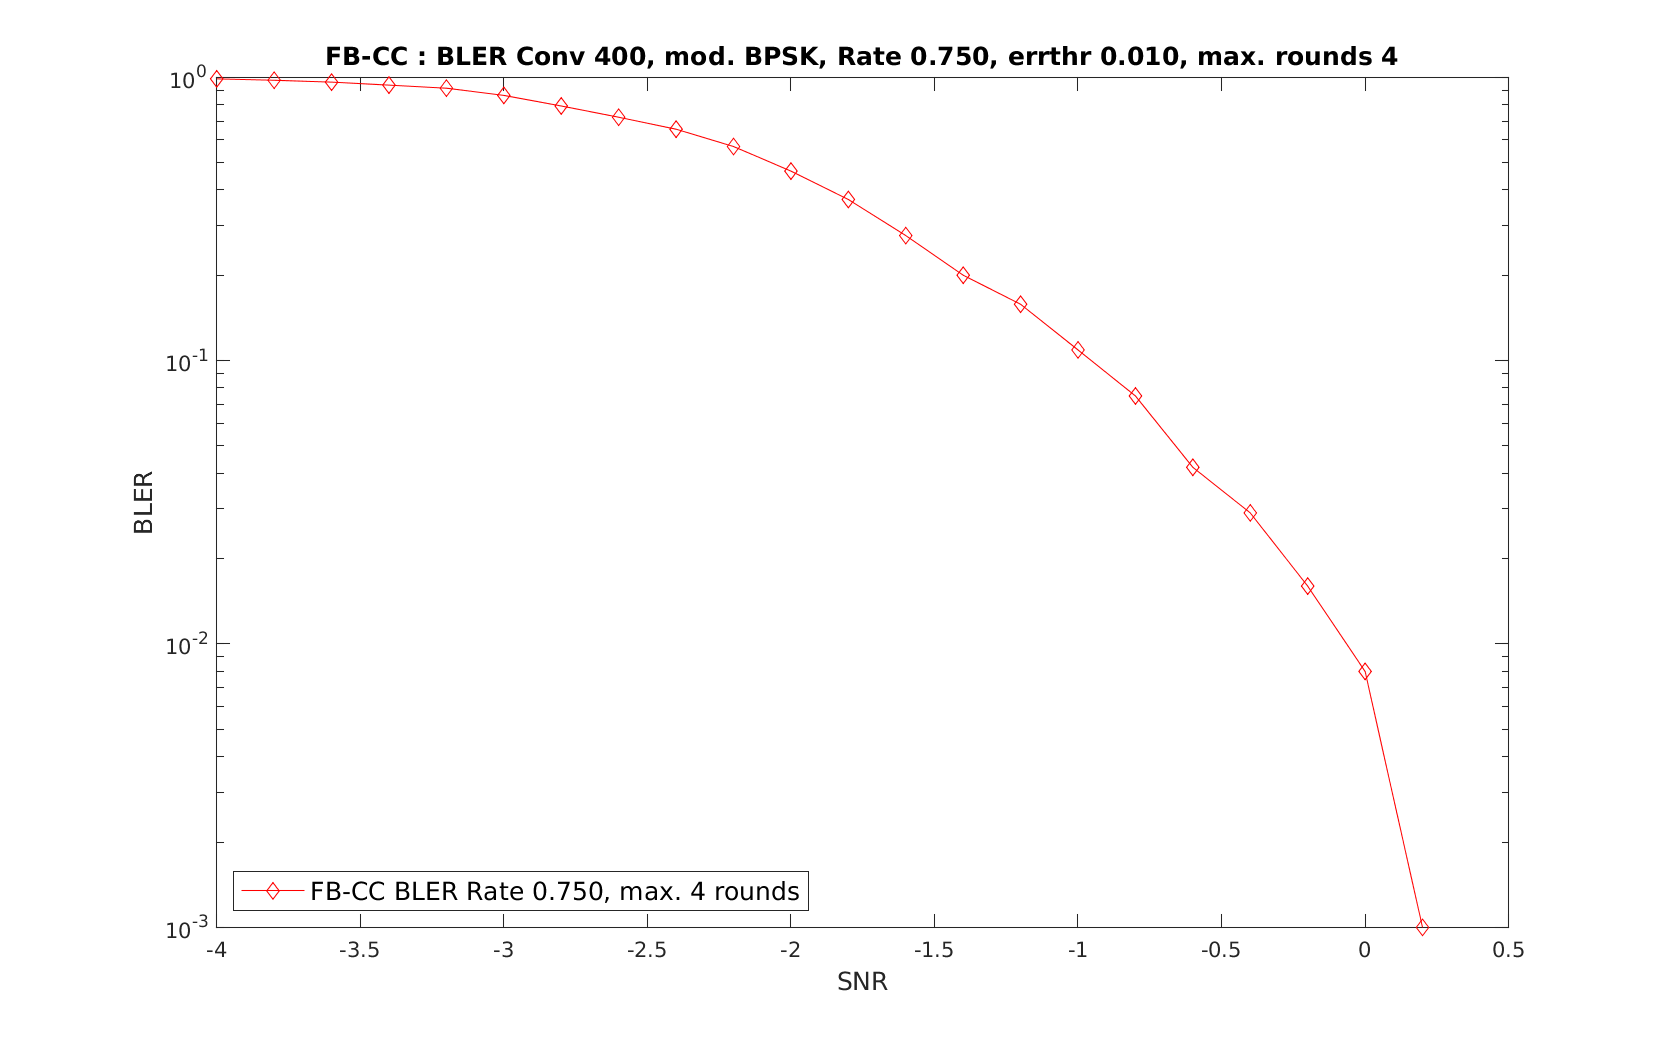 FB-CC : BLER Conv 400, mod. BPSK, Rate 0.750, errthr 0.010, max. rounds 4
10^0
10^-1
10^-2
10^-3
BLER
FB-CC BLER Rate 0.750, max. 4 rounds
-4 -3.5 -3 -2.5 -2 -1.5 -1 -0.5 0 0.5
SNR